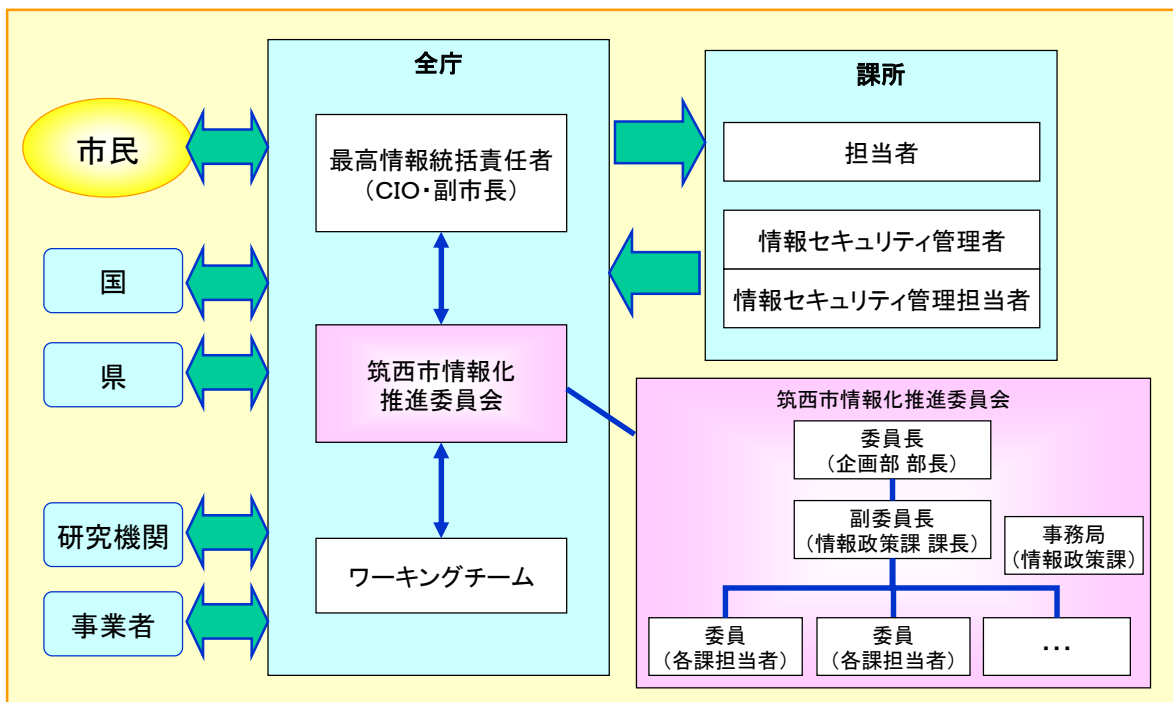 市民
国
県
研究機関
事業者
全庁
最高情報統括責任者
（CIO・副市長）
筑西市情報化
推進委員会
ワーキングチーム
課所
担当者
情報セキュリティ管理者
情報セキュリティ管理担当者
筑西市情報化推進委員会
委員長
（企画部 部長）
副委員長
（情報政策課 課長）
事務局
（情報政策課）
委員
（各課担当者）
委員
（各課担当者）
…